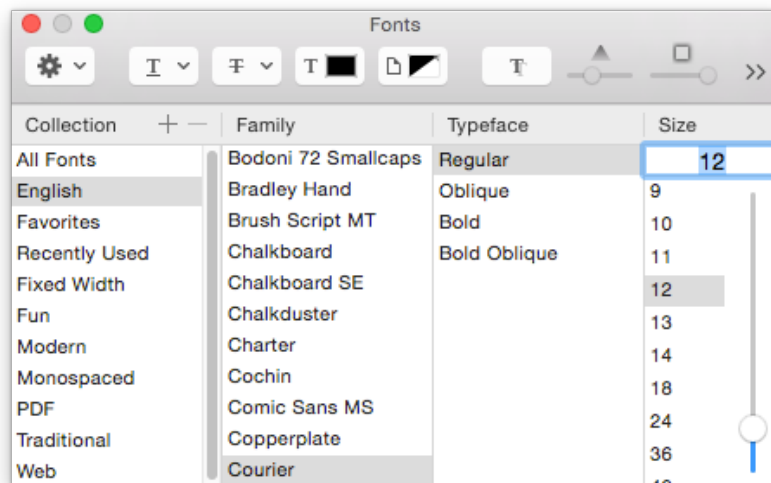 Fonts
T T T T
Collection + − Family Typeface Size
All Fonts Bodoni 72 Smallcaps Regular 12
English Bradley Hand Oblique 9
Favorites Brush Script MT Bold 10
Recently Used Chalkboard Bold Oblique 11
Fixed Width Chalkboard SE 12
Fun Chalkduster 13
Modern Charter 14
Monospaced Cochin 18
PDF Comic Sans MS 24
Traditional Copperplate 36
Web Courier